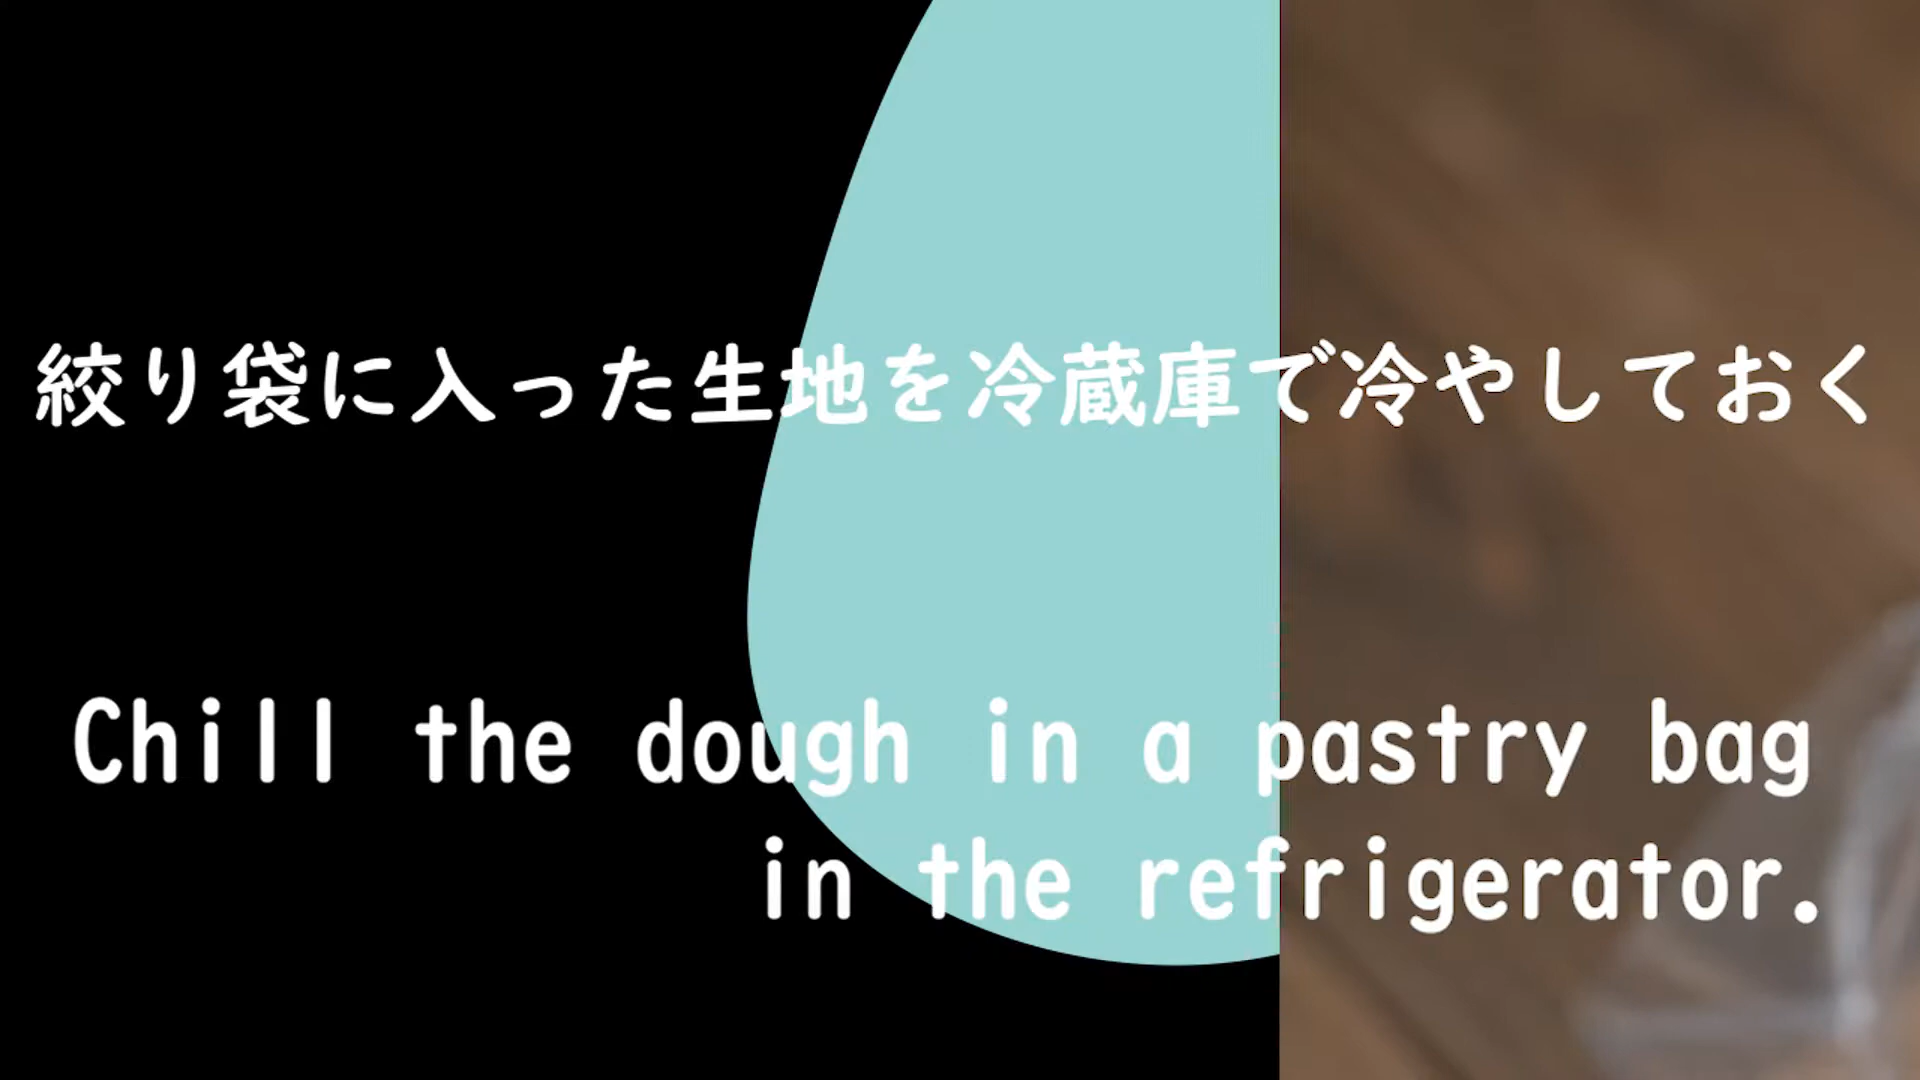 絞り袋に入った生地を冷蔵庫で冷やしておく
Chill the dough in a pastry bag
in the refrigerator.